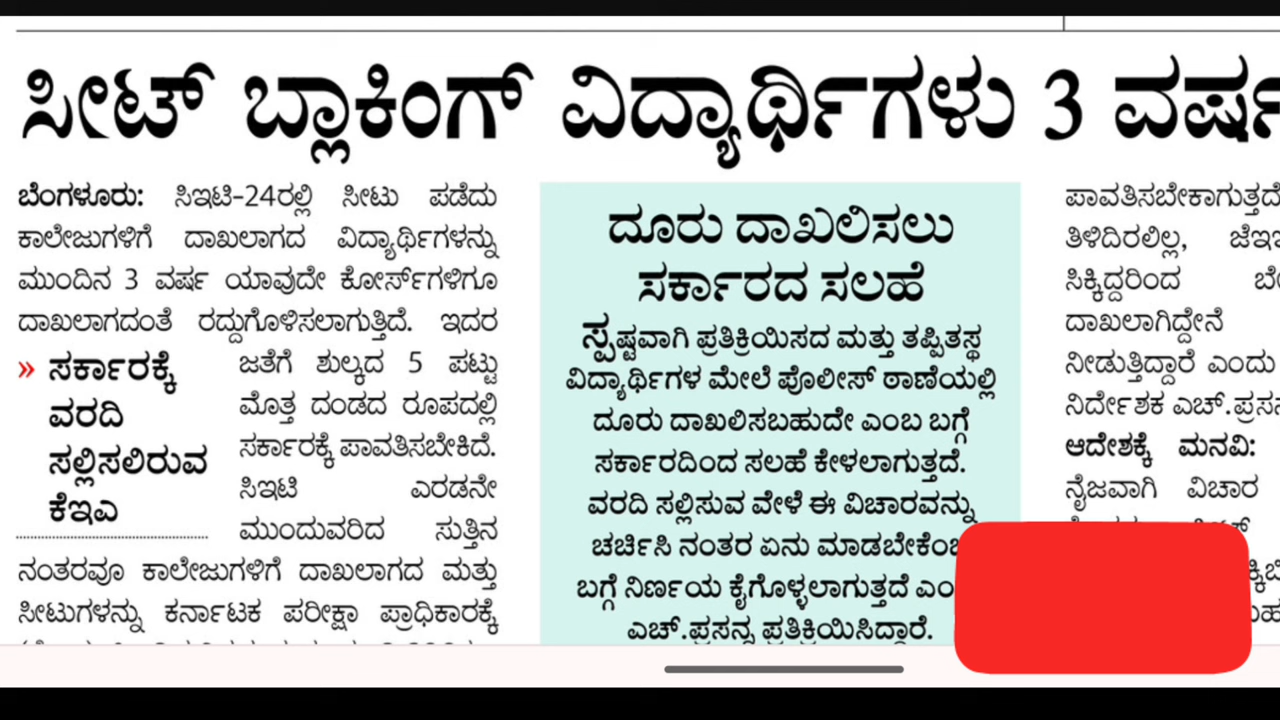 ಸೀಟ್ ಬ್ಲಾಕಿಂಗ್ ವಿದ್ಯಾರ್ಥಿಗಳು 3
ಬೆಂಗಳೂರು: ಸಿಇಟಿ-24ರಲ್ಲಿ ಸೀಟು ಪಡೆದು
ಕಾಲೇಜುಗಳಿಗೆ ದಾಖಲಾಗದ ವಿದ್ಯಾರ್ಥಿಗಳನ್ನು
ಮುಂದಿನ 3 ವರ್ಷ ಯಾವುದೇ ಕೋರ್ಸ್‌ಗಳಿಗೂ
ದಾಖಲಾಗದಂತೆ ರದ್ದುಗೊಳಿಸಲಾಗುತ್ತಿದೆ. ಇದರ
» ಸರ್ಕಾರಕ್ಕೆ
ವರದಿ
ಸಲ್ಲಿಸಲಿರುವ
ಕೆಇಎ
ಜತೆಗೆ ಶುಲ್ಕದ 5 ಪಟ್ಟು
ಮೊತ್ತ ದಂಡದ ರೂಪದಲ್ಲಿ
ಸರ್ಕಾರಕ್ಕೆ ಪಾವತಿಸಬೇಕಿದೆ.
ಸಿಇಟಿ ಎರಡನೇ
ಮುಂದುವರಿದ ಸುತ್ತಿನ
ನಂತರವೂ ಕಾಲೇಜುಗಳಿಗೆ ದಾಖಲಾಗದ ಮತ್ತು
ಸೀಟುಗಳನ್ನು ಕರ್ನಾಟಕ ಪರೀಕ್ಷಾ ಪ್ರಾಧಿಕಾರಕ್ಕೆ
ದೂರು ದಾಖಲಿಸಲು
ಸರ್ಕಾರದ ಸಲಹೆ
ಸ್ಪಷ್ಟವಾಗಿ ಪ್ರತಿಕ್ರಿಯಿಸದ ಮತ್ತು ತಪ್ಪಿತಸ್ಥ
ವಿದ್ಯಾರ್ಥಿಗಳ ಮೇಲೆ ಪೊಲೀಸ್ ಠಾಣೆಯಲ್ಲಿ
ದೂರು ದಾಖಲಿಸಬಹುದೇ ಎಂಬ ಬಗ್ಗೆ
ಸರ್ಕಾರದಿಂದ ಸಲಹೆ ಕೇಳಲಾಗುತ್ತದೆ.
ವರದಿ ಸಲ್ಲಿಸುವ ವೇಳೆ ಈ ವಿಚಾರವನ್ನು
ಚರ್ಚಿಸಿ ನಂತರ ಏನು
ಬಗ್ಗೆ ನಿರ್ಣಯ ಕೈಗೊಳ್ಳಲಾಗುತ್ತದೆ
ಎಚ್.ಪ್ರಸನ್ನ ಪ್ರತಿಕ್ರಿಯಿಸಿದ್ದಾರೆ.
ಪಾವತಿಸಬೇಕಾಗುತ್ತದೆ
ತಿಳಿದಿರಲಿಲ್ಲ,
ಸಿಕ್ಕಿದ್ದರಿಂದ
ದಾಖಲಾಗಿದ್ದೇನೆ
ನೀಡುತ್ತಿದ್ದಾರೆ ಎಂದು
ನಿರ್ದೇಶಕ
ಆದೇಶಕ್ಕೆ ಮನವಿ:
ನೈಜವಾಗಿ ವಿಚಾರ